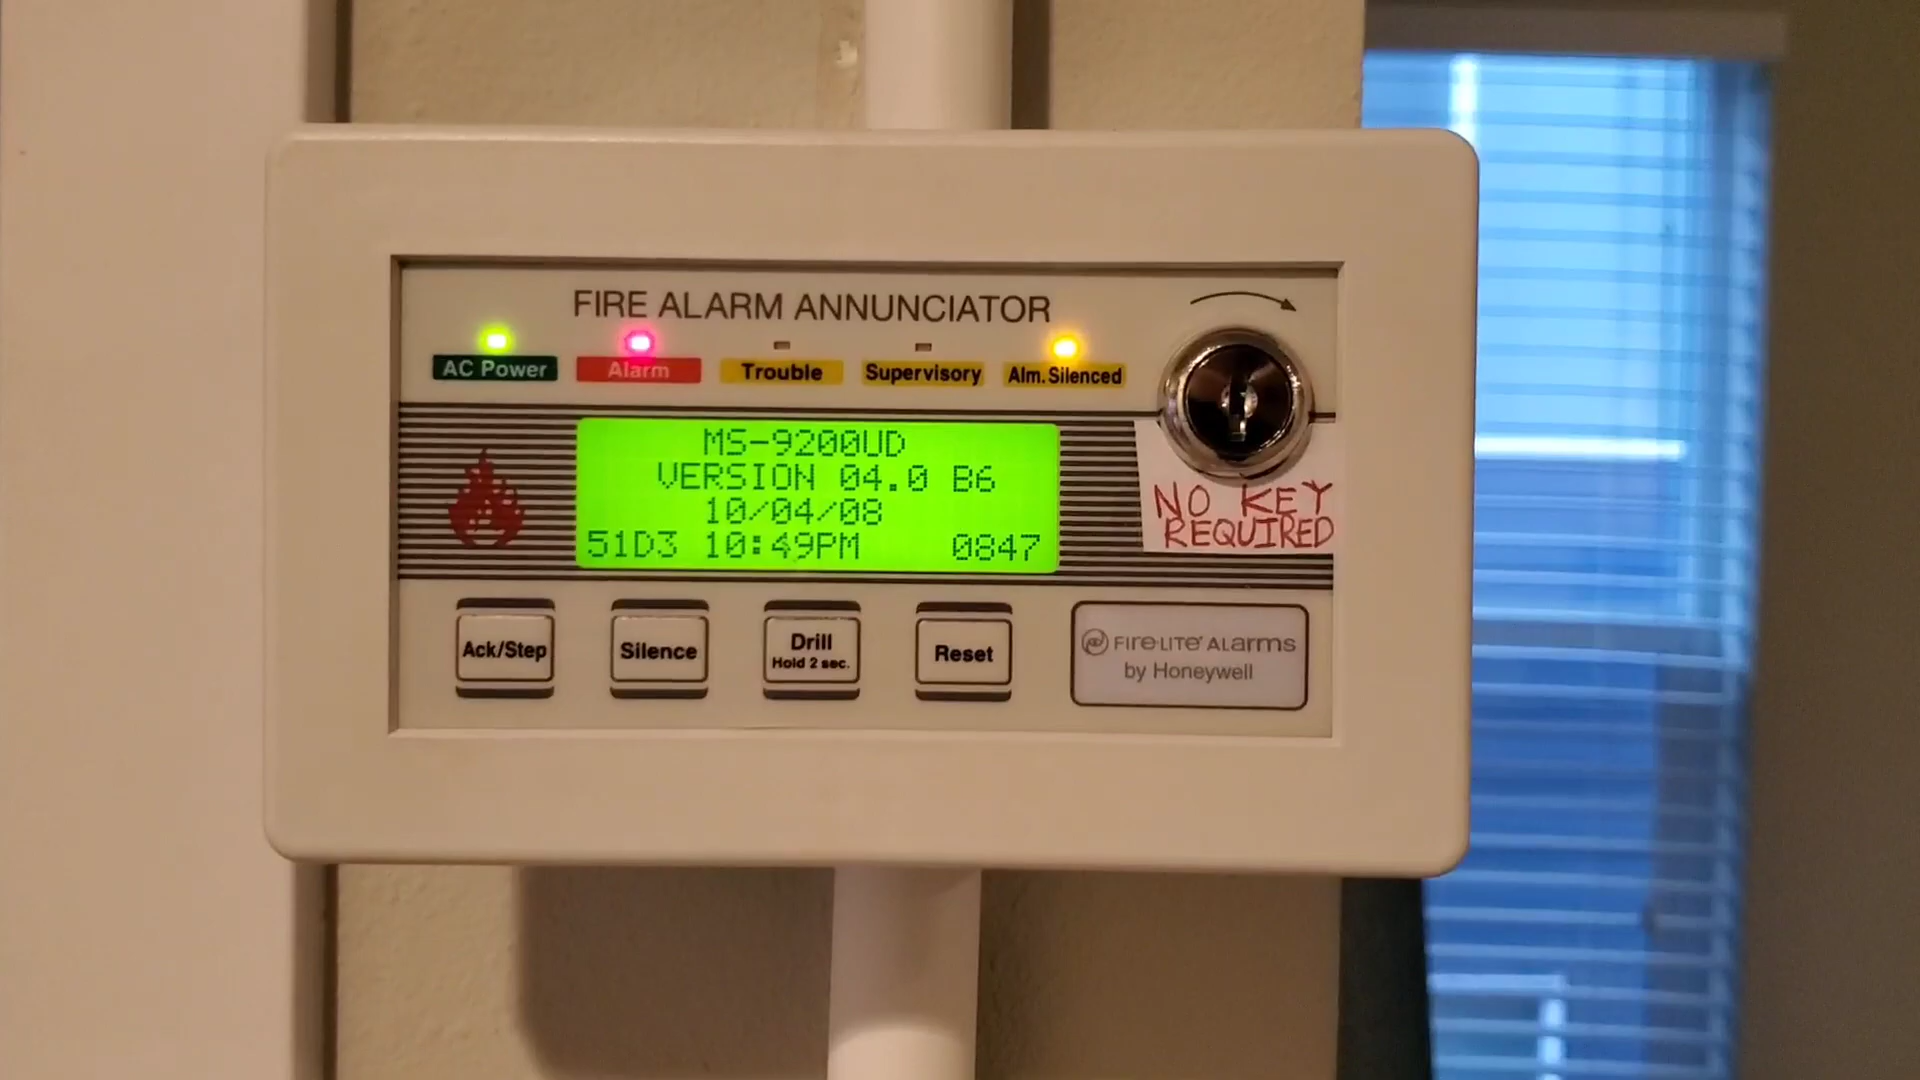 FIRE ALARM ANNUNCIATOR
AC Power
Alarm
Trouble
Supervisory
Alm. Silenced
MS-9200UD
VERSION 04.0 B6
10/04/08
51D3 10:49PM 0847
NO KEY
REQUIRED
Ack/Step
Silence
Drill
Hold 2 sec.
Reset
FIRE•LITE® ALARMS
by Honeywell